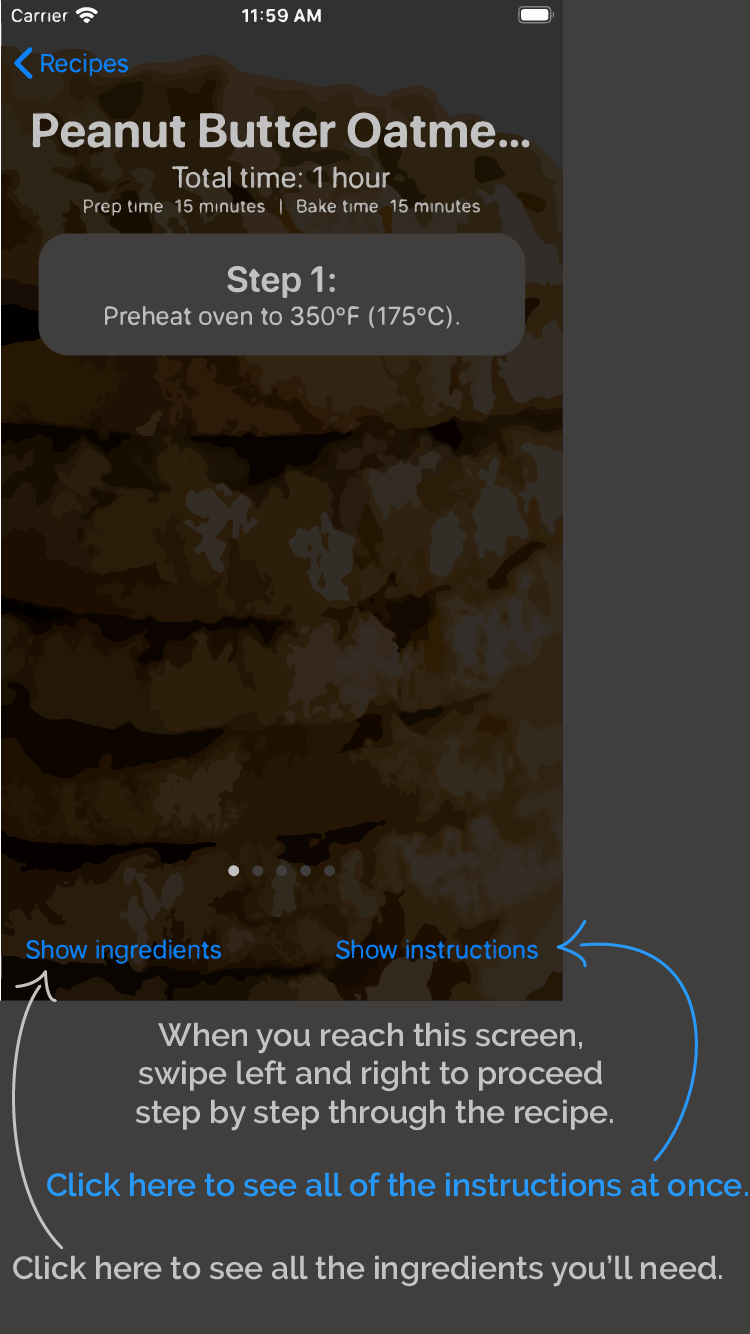 Carrier
11:59 AM
Recipes
Peanut Butter Oatme...
Total time: 1 hour
Prep time 15 minutes | Bake time 15 minutes
Step 1:
Preheat oven to 350°F (175°C).
Show ingredients
Show instructions
When you reach this screen,
swipe left and right to proceed
step by step through the recipe.
Click here to see all of the instructions at once.
Click here to see all the ingredients you'll need.